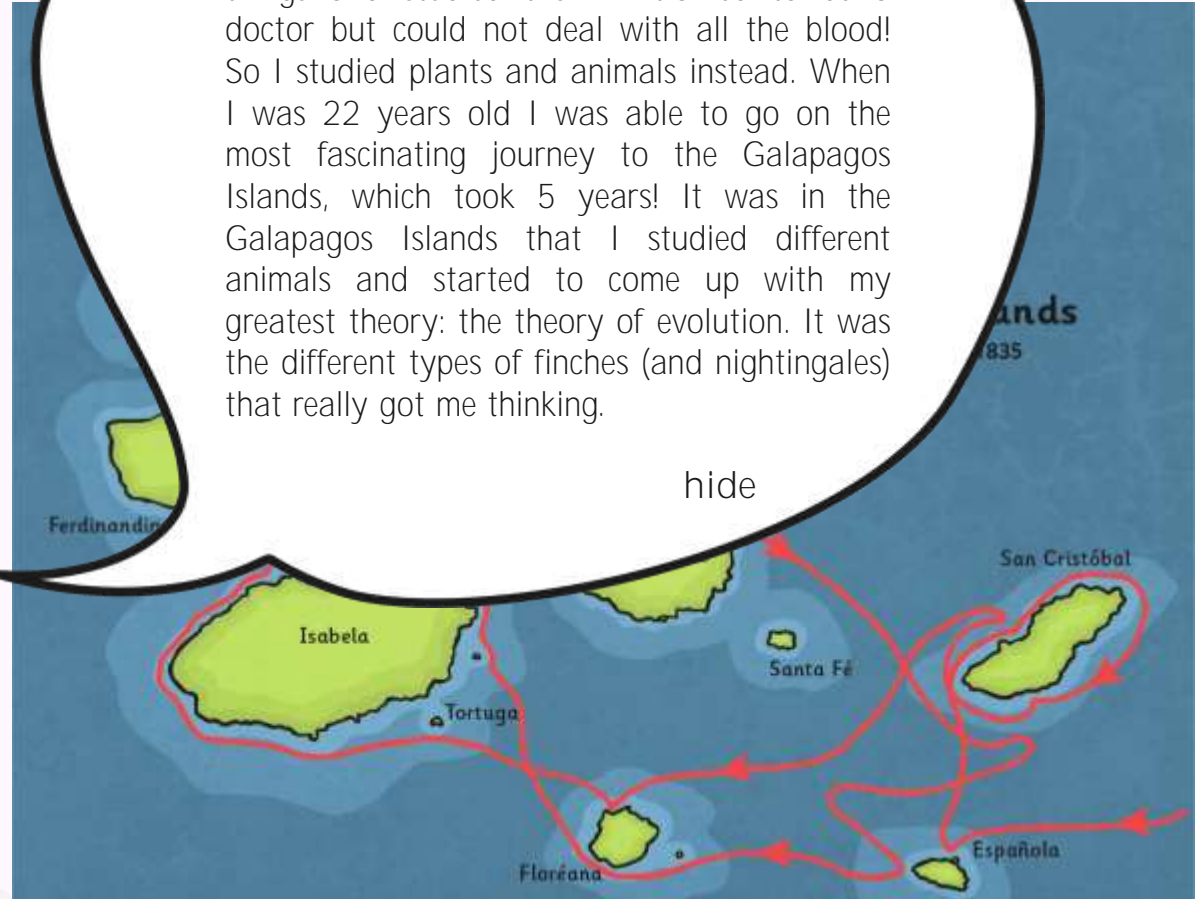 doctor but could not deal with all the blood!
So I studied plants and animals instead. When
I was 22 years old I was able to go on the
most fascinating journey to the Galapagos
Islands, which took 5 years! It was in the
Galapagos Islands that I studied different
animals and started to come up with my
greatest theory: the theory of evolution. It was
the different types of finches (and nightingales)
that really got me thinking.
hide
ands
835
Ferdinandin
San Cristóbal
Isabela
Santa Fé
Tortuga
Española
Floréana